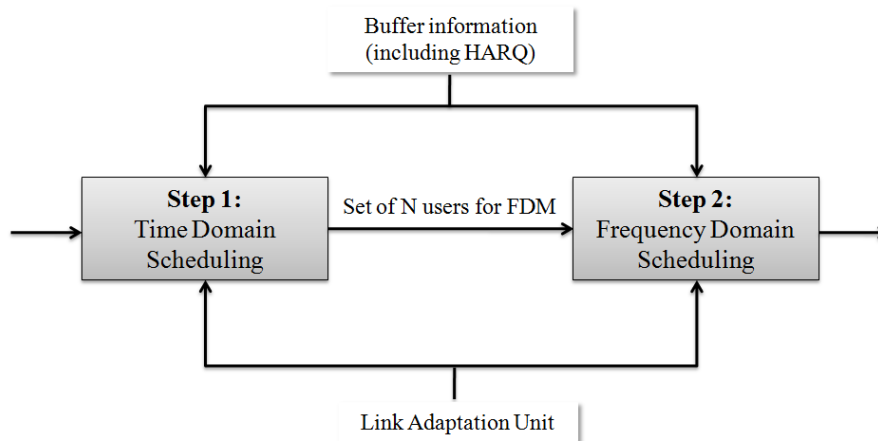 Buffer information
(including HARQ)
Step 1:
Time Domain
Scheduling
Set of N users for FDM
Step 2:
Frequency Domain
Scheduling
Link Adaptation Unit